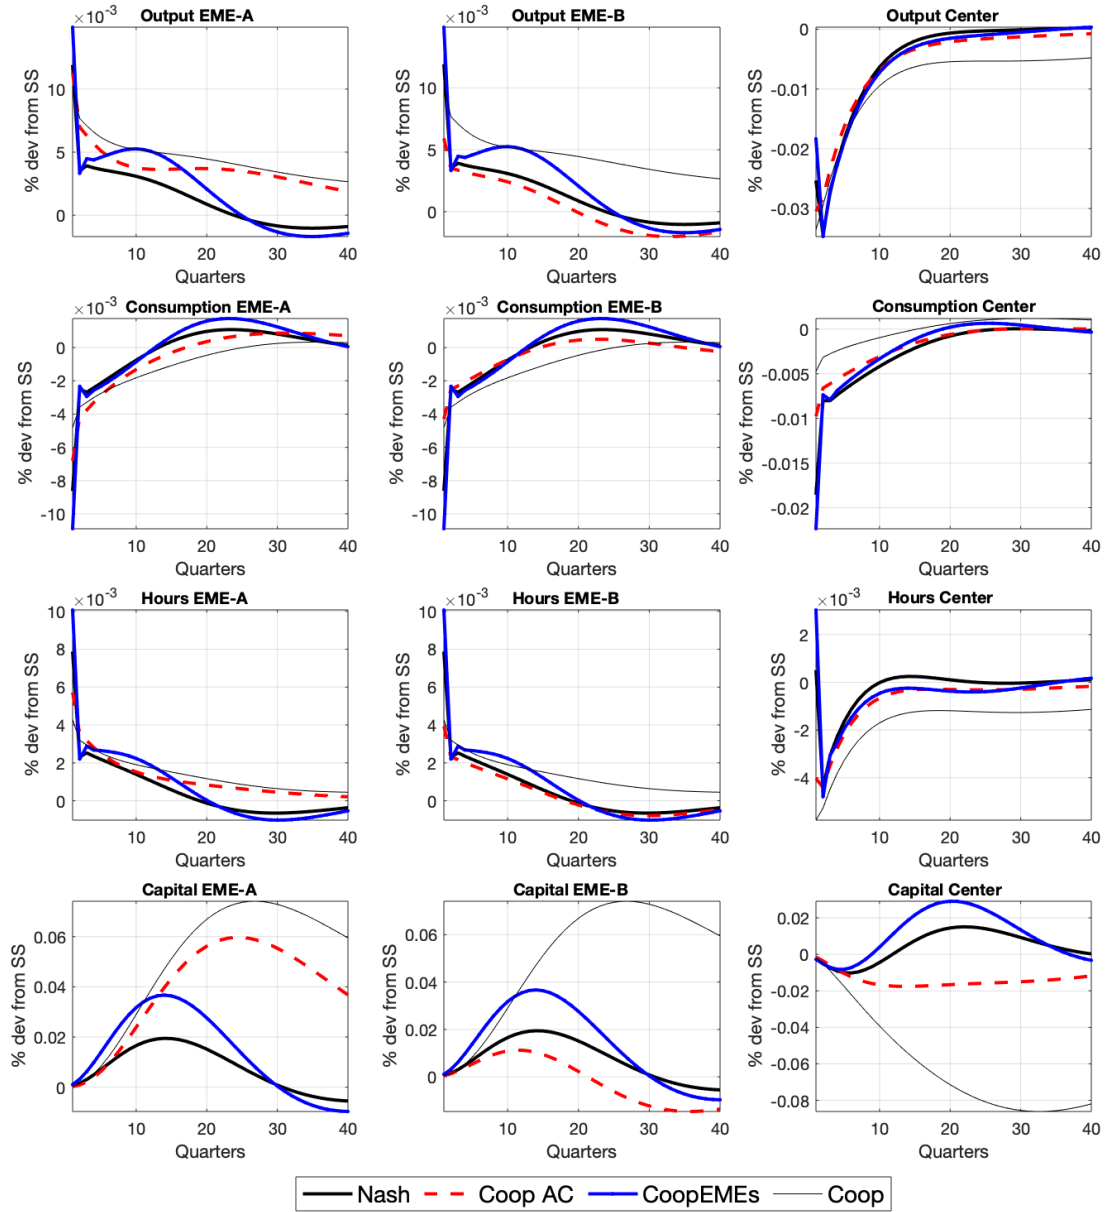 ×10⁻³ Output EME-A
% dev from SS
10
5
0
10 20 30 40
Quarters
×10⁻³ Output EME-B
% dev from SS
10
5
0
10 20 30 40
Quarters
Output Center
% dev from SS
0
-0.01
-0.02
-0.03
10 20 30 40
Quarters
×10⁻³ Consumption EME-A
% dev from SS
0
-2
-4
-6
-8
-10
10 20 30 40
Quarters
×10⁻³ Consumption EME-B
% dev from SS
0
-2
-4
-6
-8
-10
10 20 30 40
Quarters
Consumption Center
% dev from SS
0
-0.005
-0.01
-0.015
-0.02
10 20 30 40
Quarters
×10⁻³ Hours EME-A
% dev from SS
10
8
6
4
2
0
10 20 30 40
Quarters
×10⁻³ Hours EME-B
% dev from SS
10
8
6
4
2
0
10 20 30 40
Quarters
×10⁻³ Hours Center
% dev from SS
2
0
-2
-4
10 20 30 40
Quarters
Capital EME-A
% dev from SS
0.06
0.04
0.02
0
10 20 30 40
Quarters
Capital EME-B
% dev from SS
0.06
0.04
0.02
0
10 20 30 40
Quarters
Capital Center
% dev from SS
0.02
0
-0.02
-0.04
-0.06
-0.08
10 20 30 40
Quarters
Nash Coop AC CoopEMEs Coop